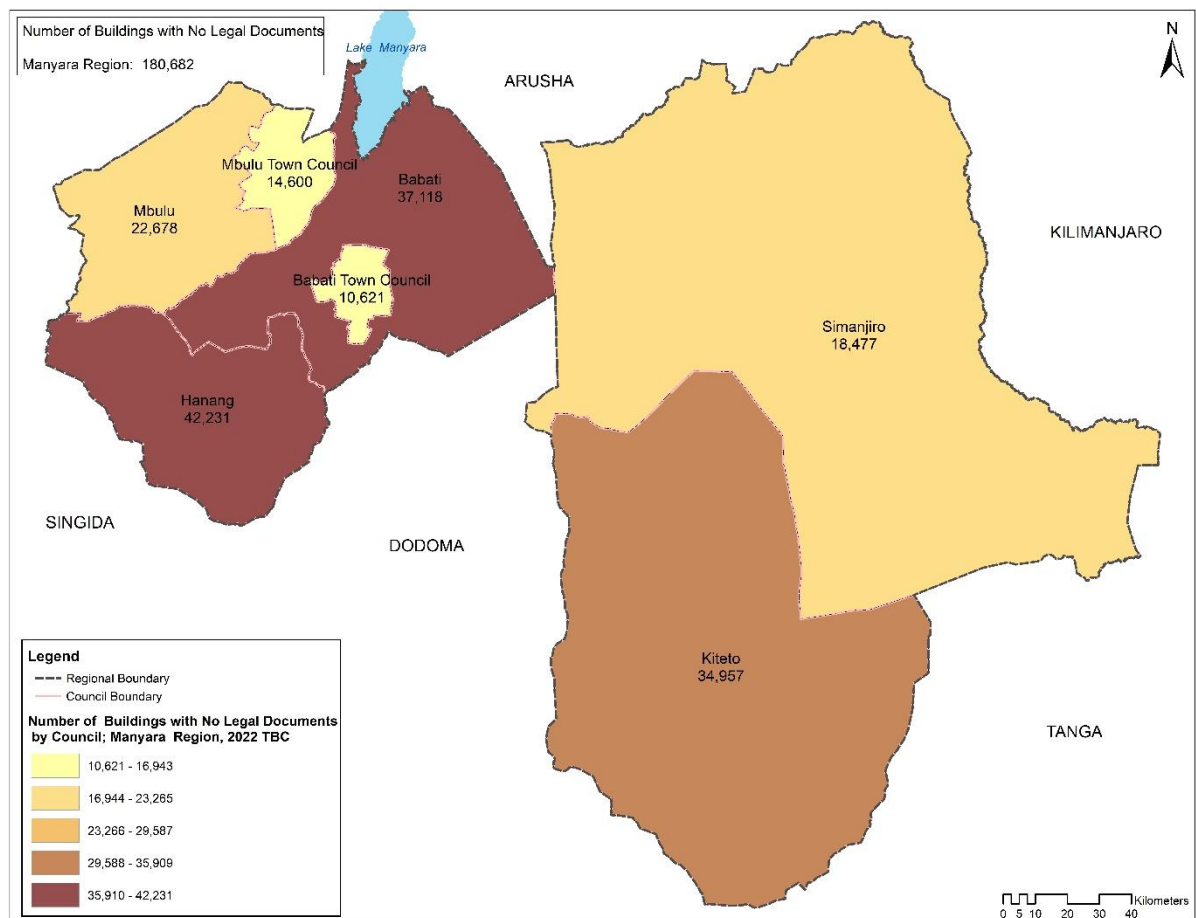 Number of Buildings with No Legal Documents
Manyara Region: 180,682
Lake Manyara
ARUSHA
N
Mbulu Town Council
14,600
Babati
37,118
Mbulu
22,678
KILIMANJARO
Babati Town Council
10,621
Simanjiro
18,477
Hanang
42,231
SINGIDA
DODOMA
Kiteto
34,957
TANGA
Legend
Regional Boundary
Council Boundary
Number of Buildings with No Legal Documents
by Council; Manyara Region, 2022 TBC
10,621 - 16,943
16,944 - 23,265
23,266 - 29,587
29,588 - 35,909
35,910 - 42,231
Kilometers
0 5 10 20 30 40